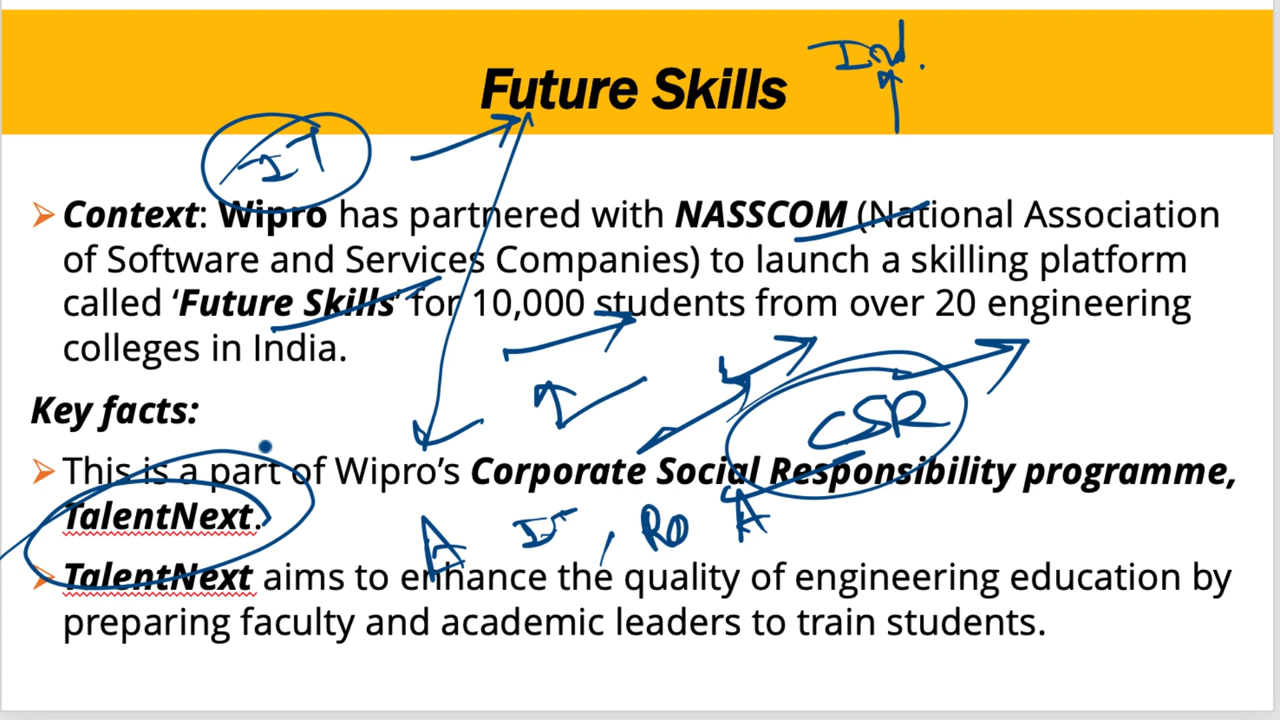 Ind.
Future Skills
IT
➤ Context: Wipro has partnered with NASSCOM (National Association
of Software and Services Companies) to launch a skilling platform
called ‘Future Skills’ for 10,000 students from over 20 engineering
colleges in India.
Key facts:
CSR
➤ This is a part of Wipro’s Corporate Social Responsibility programme,
TalentNext.
➤ TalentNext aims to enhance the quality of engineering education by
preparing faculty and academic leaders to train students.